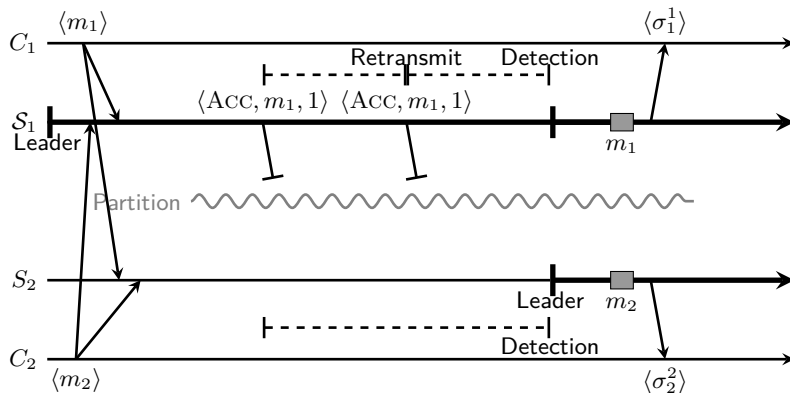 ⟨m₁⟩ ⟨σ₁¹⟩
C₁
Retransmit Detection
⟨Acc, m₁, 1⟩ ⟨Acc, m₁, 1⟩
𝒮₁
Leader m₁
Partition
S₂
Leader m₂
Detection
C₂
⟨m₂⟩ ⟨σ₂²⟩